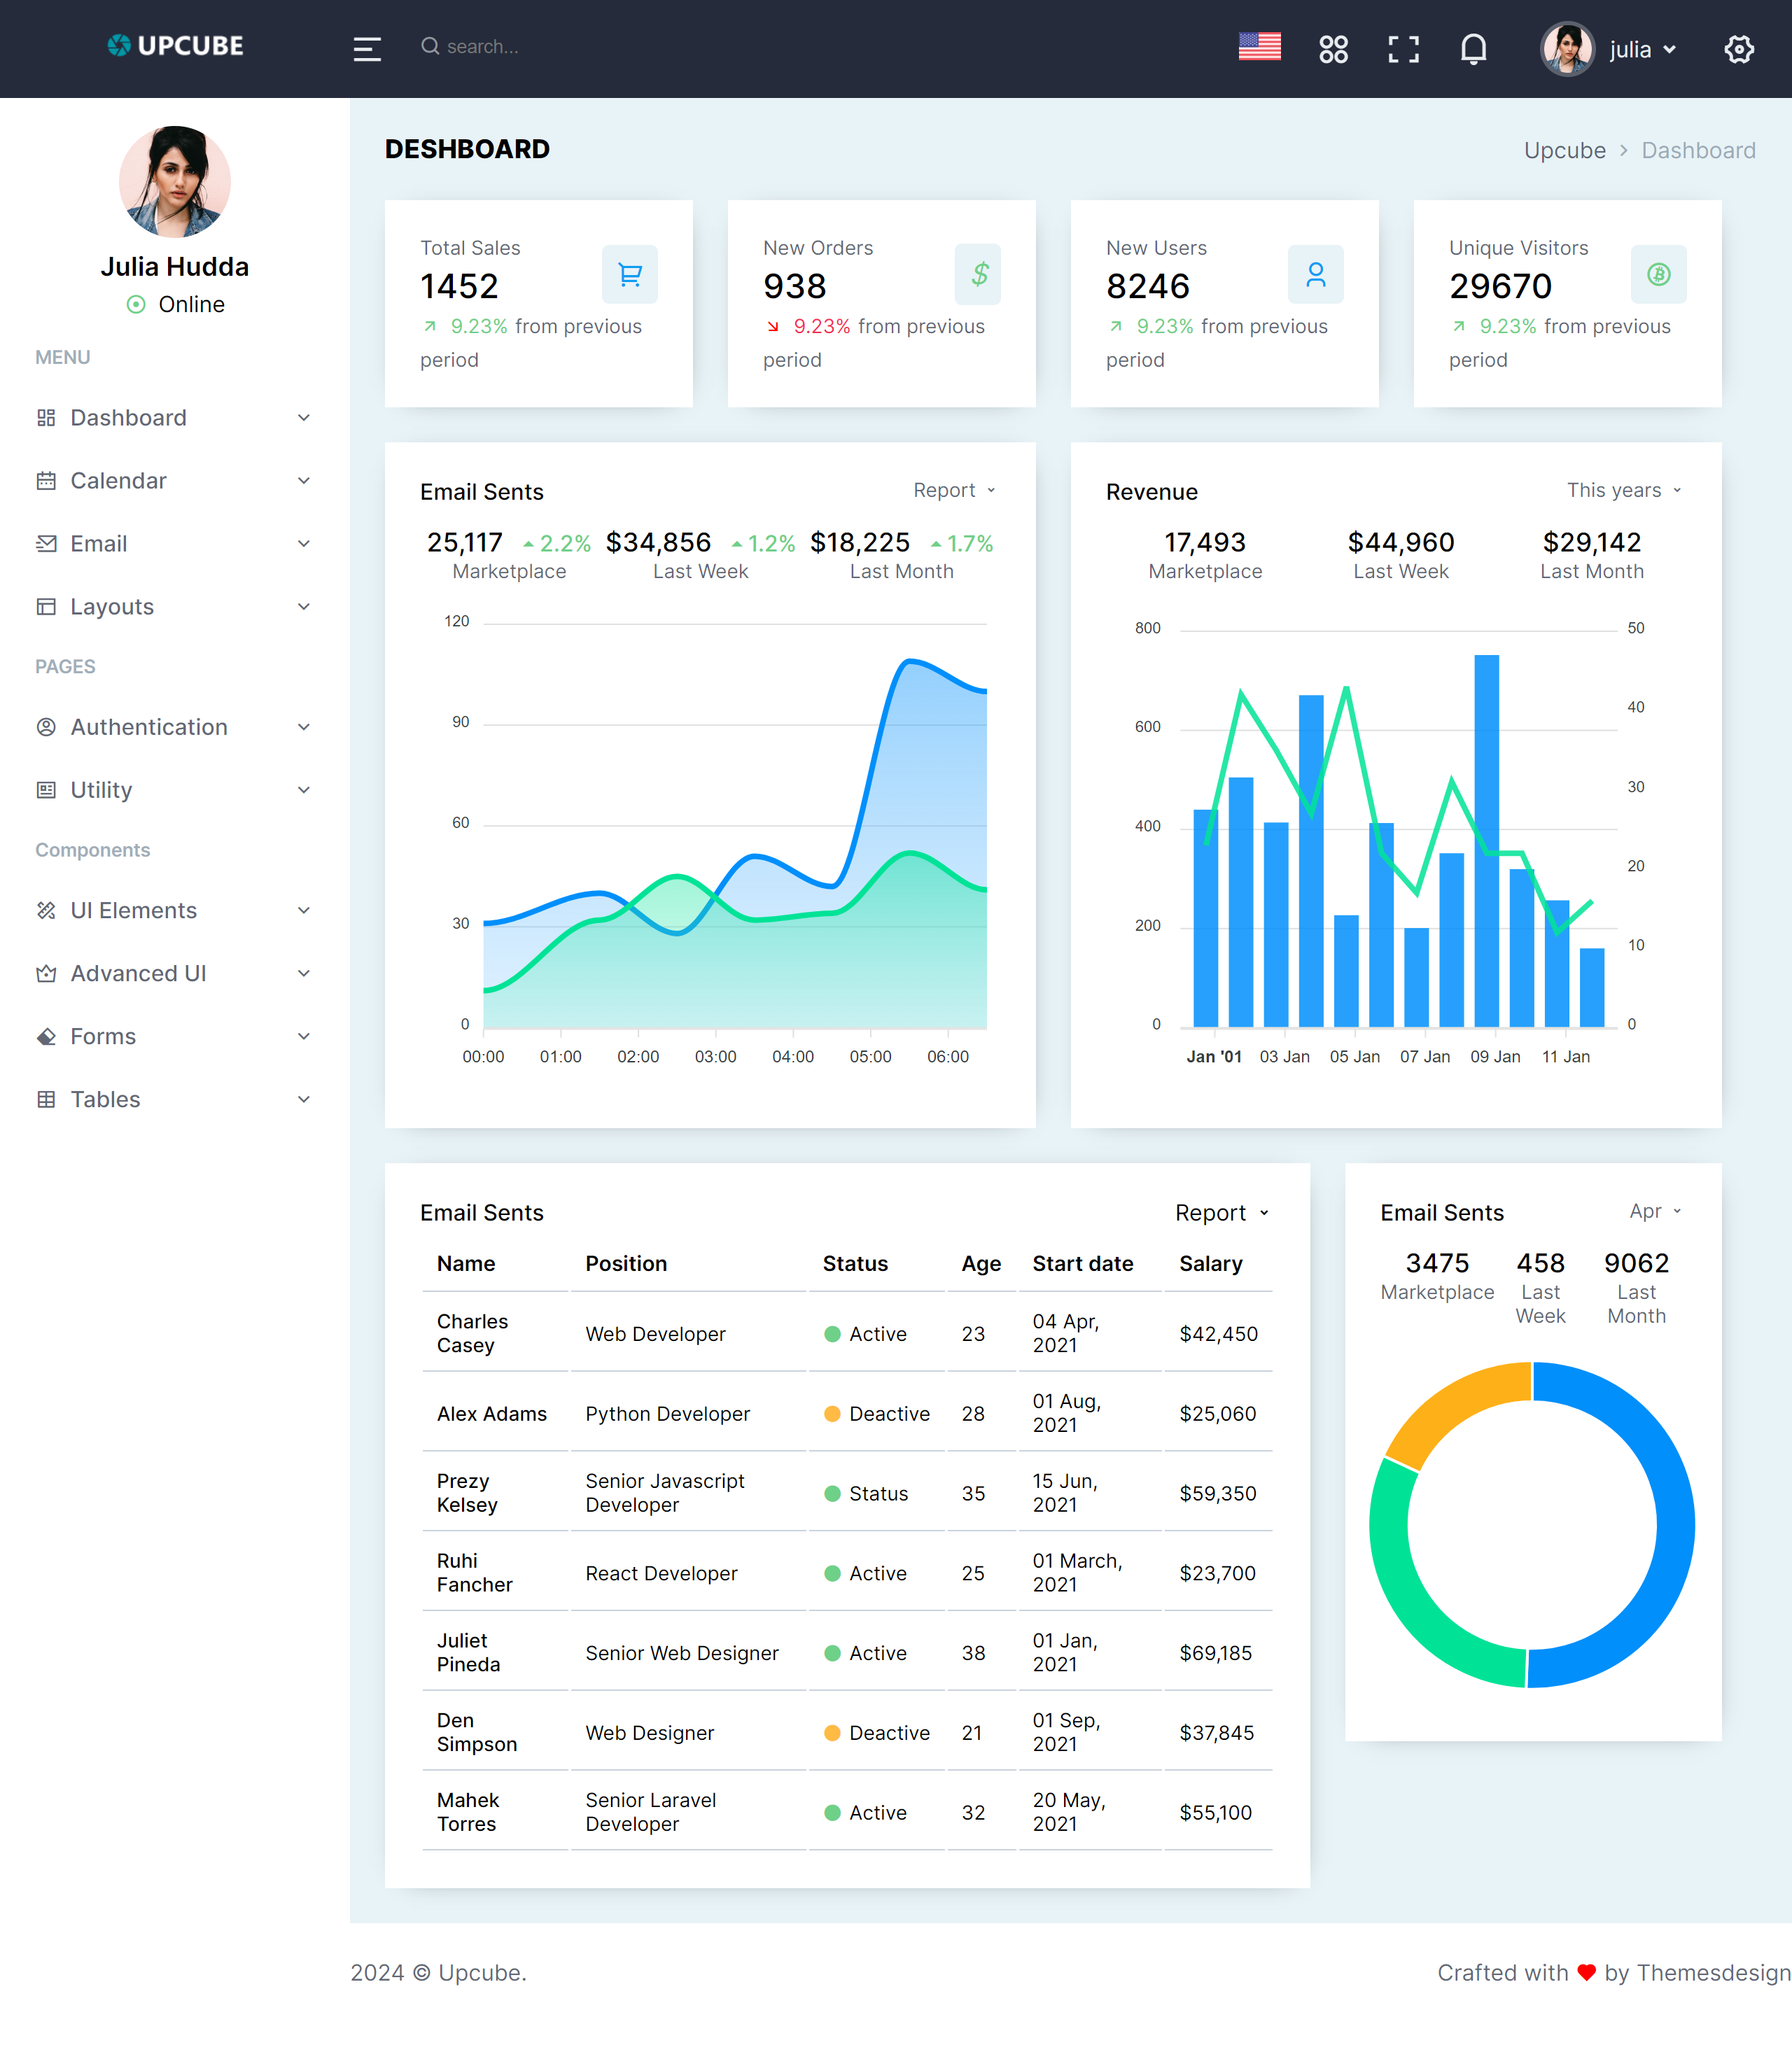 UPCUBE
search...
julia
Julia Hudda
Online
MENU
Dashboard
Calendar
Email
Layouts
PAGES
Authentication
Utility
Components
UI Elements
Advanced UI
Forms
Tables
DESHBOARD
Upcube > Dashboard
Total Sales
1452
9.23% from previous
period
New Orders
938
$
9.23% from previous
period
New Users
8246
9.23% from previous
period
Unique Visitors
29670
9.23% from previous
period
Email Sents
Report
25,117 2.2% $34,856 1.2% $18,225 1.7%
Marketplace Last Week Last Month
120
90
60
30
0
00:00 01:00 02:00 03:00 04:00 05:00 06:00
Revenue
This years
17,493 $44,960 $29,142
Marketplace Last Week Last Month
800 50
40
600
30
400
20
200
10
0 0
Jan '01 03 Jan 05 Jan 07 Jan 09 Jan 11 Jan
Email Sents
Report
Name Position Status Age Start date Salary
Charles
Casey
Web Developer Active 23
04 Apr,
2021
$42,450
Alex Adams Python Developer Deactive 28
01 Aug,
2021
$25,060
Prezy
Kelsey
Senior Javascript
Developer
Status 35
15 Jun,
2021
$59,350
Ruhi
Fancher
React Developer Active 25
01 March,
2021
$23,700
Juliet
Pineda
Senior Web Designer Active 38
01 Jan,
2021
$69,185
Den
Simpson
Web Designer Deactive 21
01 Sep,
2021
$37,845
Mahek
Torres
Senior Laravel
Developer
Active 32
20 May,
2021
$55,100
Email Sents
Apr
3475 458 9062
Marketplace
Last
Week
Last
Month
2024 © Upcube.
Crafted with ♥ by Themesdesign